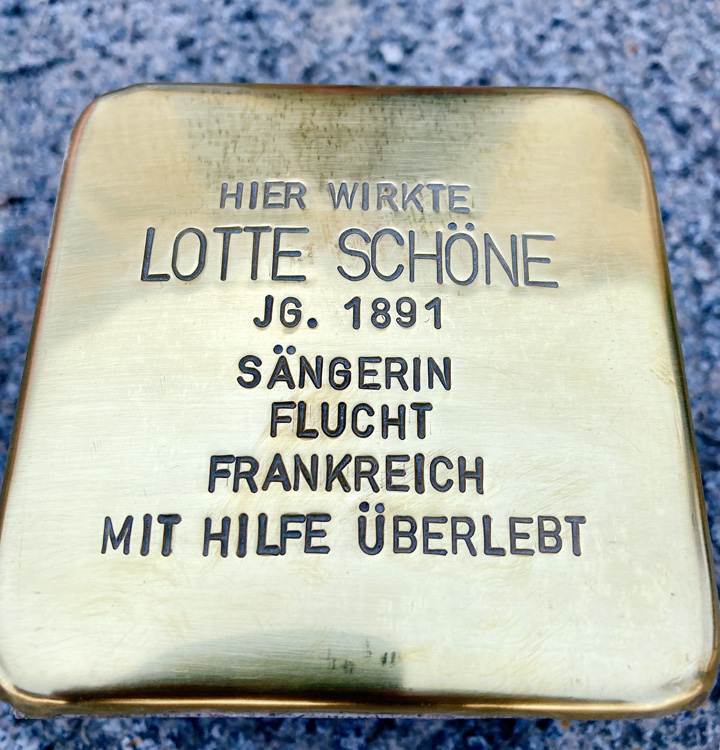 HIER WIRKTE
LOTTE SCHÖNE
JG. 1891
SÄNGERIN
FLUCHT
FRANKREICH
MIT HILFE ÜBERLEBT